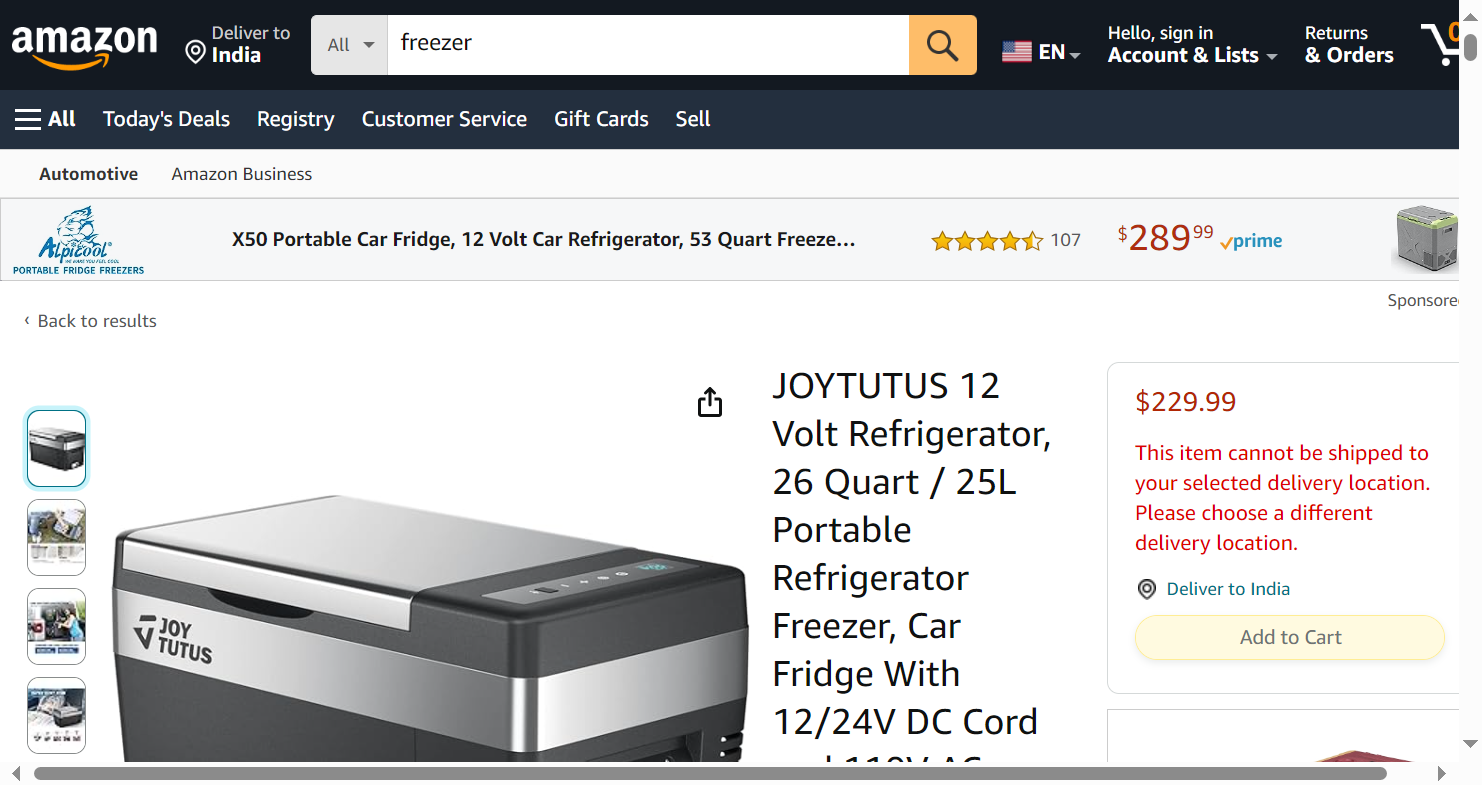 amazon
Deliver to
India
All
freezer
EN
Hello, sign in
Account & Lists
Returns
& Orders
0
All
Today's Deals
Registry
Customer Service
Gift Cards
Sell
Automotive
Amazon Business
Alpicool
PORTABLE FRIDGE FREEZERS
X50 Portable Car Fridge, 12 Volt Car Refrigerator, 53 Quart Freeze...
107
$289.99
prime
Sponsore
‹ Back to results
JOYTUTUS 12
Volt Refrigerator,
26 Quart / 25L
Portable
Refrigerator
Freezer, Car
Fridge With
12/24V DC Cord
$229.99
This item cannot be shipped to
your selected delivery location.
Please choose a different
delivery location.
Deliver to India
Add to Cart
JOY
TUTUS